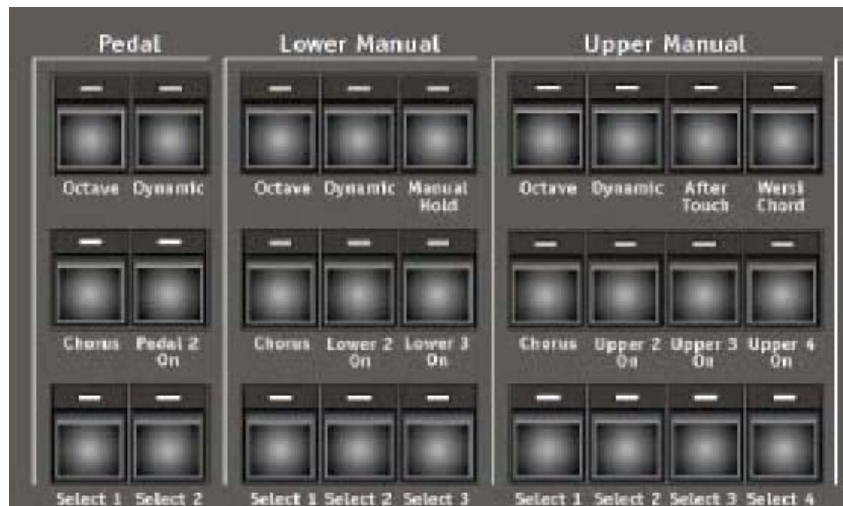 Pedal
Lower Manual
Upper Manual
Octave Dynamic
Octave Dynamic Manual Hold
Octave Dynamic After Touch Wersi Chord
Chorus Pedal 2 On
Chorus Lower 2 On Lower 3 On
Chorus Upper 2 On Upper 3 On Upper 4 On
Select 1 Select 2
Select 1 Select 2 Select 3
Select 1 Select 2 Select 3 Select 4